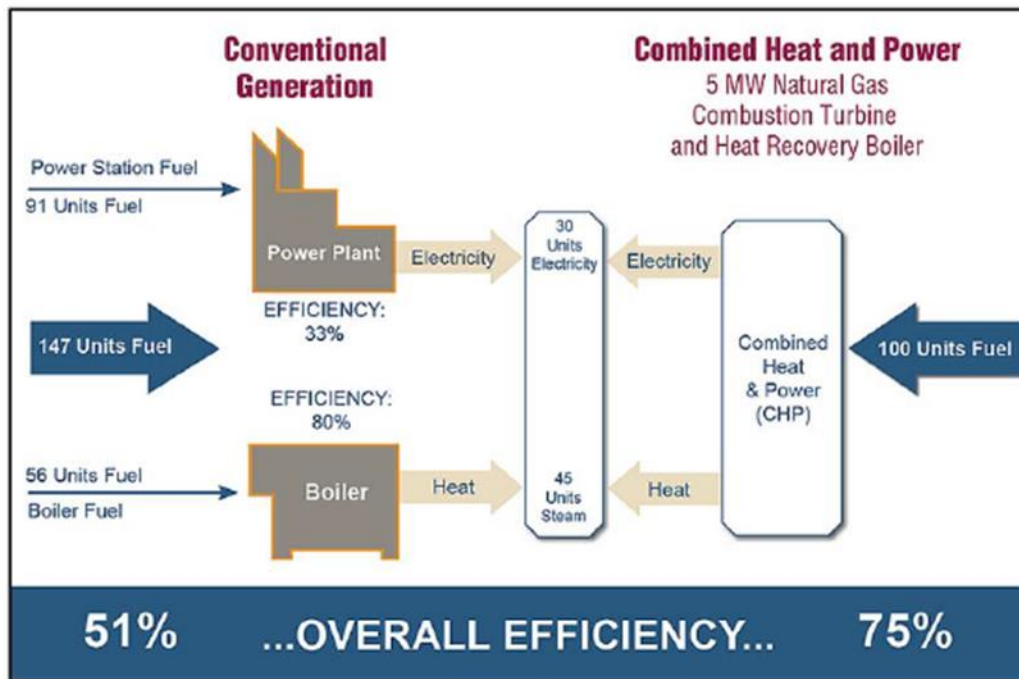 Conventional
Generation
Combined Heat and Power
5 MW Natural Gas
Combustion Turbine
and Heat Recovery Boiler
Power Station Fuel
91 Units Fuel
Power Plant
Electricity
30
Units
Electricity
Electricity
EFFICIENCY:
33%
147 Units Fuel
Combined
Heat
& Power
(CHP)
100 Units Fuel
EFFICIENCY:
80%
56 Units Fuel
Boiler Fuel
Boiler
Heat
45
Units
Steam
Heat
51%
...OVERALL EFFICIENCY...
75%